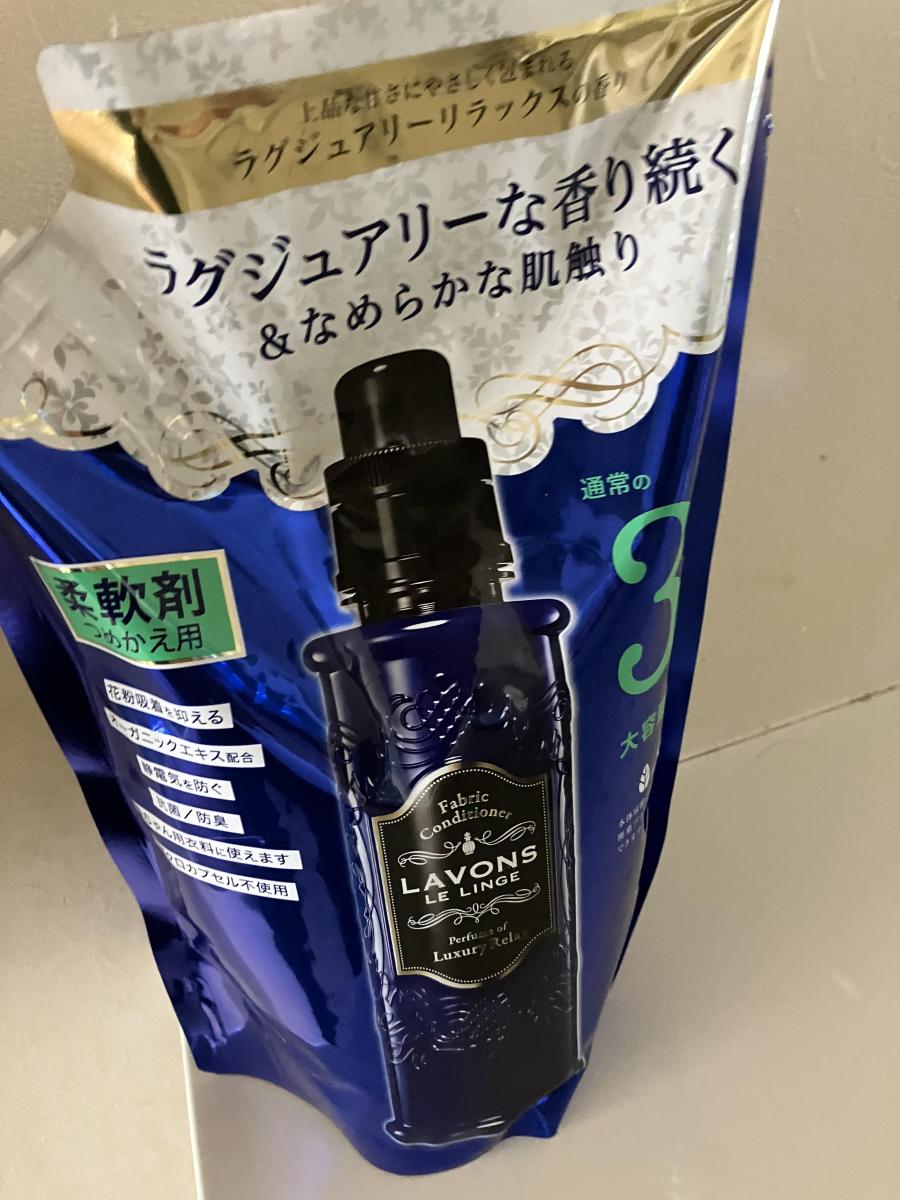 上品な甘さにやさしく包まれる
ラグジュアリーリラックスの香り
ラグジュアリーな香り続く
&なめらかな肌触り
通常の
3
大容量
柔軟剤
つめかえ用
花粉吸着を抑える
オーガニックエキス配合
静電気を防ぐ
抗菌/防臭
ちゃん用衣料に使えます
クロカプセル不使用
Fabric
Conditioner
LAVONS
LE LINGE
Perfume of
Luxury Relax